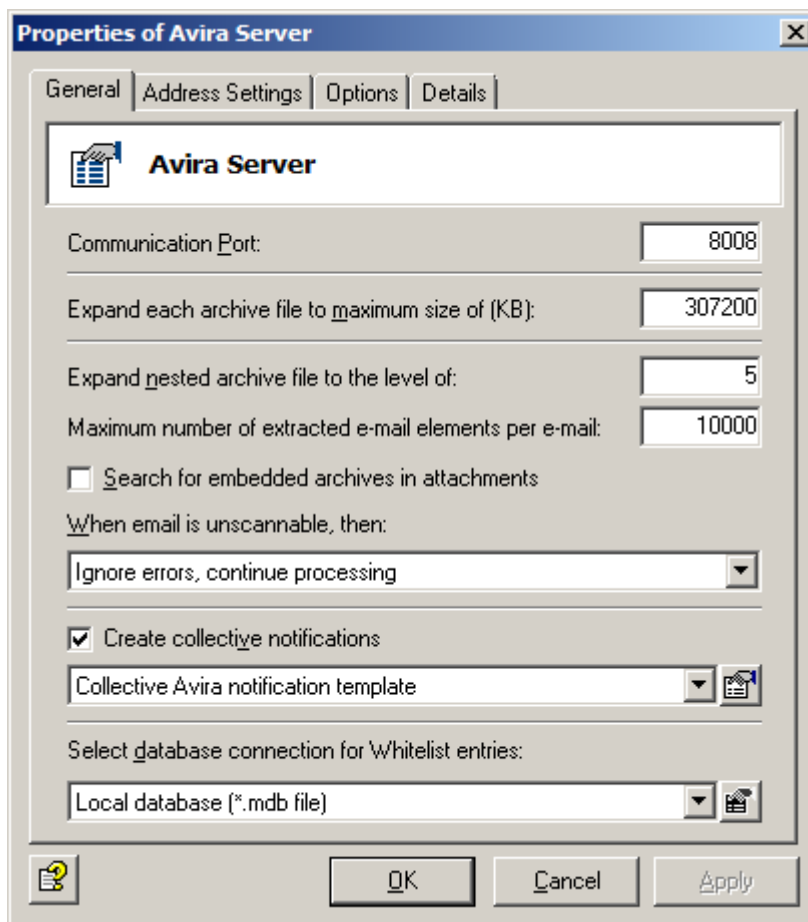 Properties of Avira Server
General Address Settings Options Details
Avira Server
Communication Port: 8008
Expand each archive file to maximum size of (KB): 307200
Expand nested archive file to the level of: 5
Maximum number of extracted e-mail elements per e-mail: 10000
Search for embedded archives in attachments
When email is unscannable, then:
Ignore errors, continue processing
Create collective notifications
Collective Avira notification template
Select database connection for Whitelist entries:
Local database (*.mdb file)
OK Cancel Apply